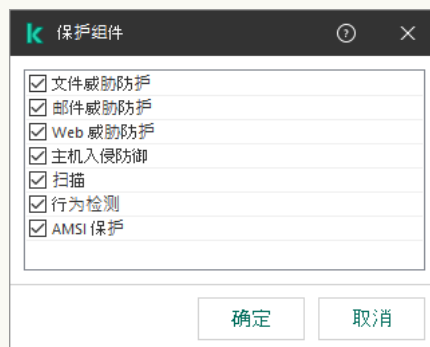 保护组件
文件威胁防护
邮件威胁防护
Web 威胁防护
主机入侵防御
扫描
行为检测
AMSI 保护
确定 取消